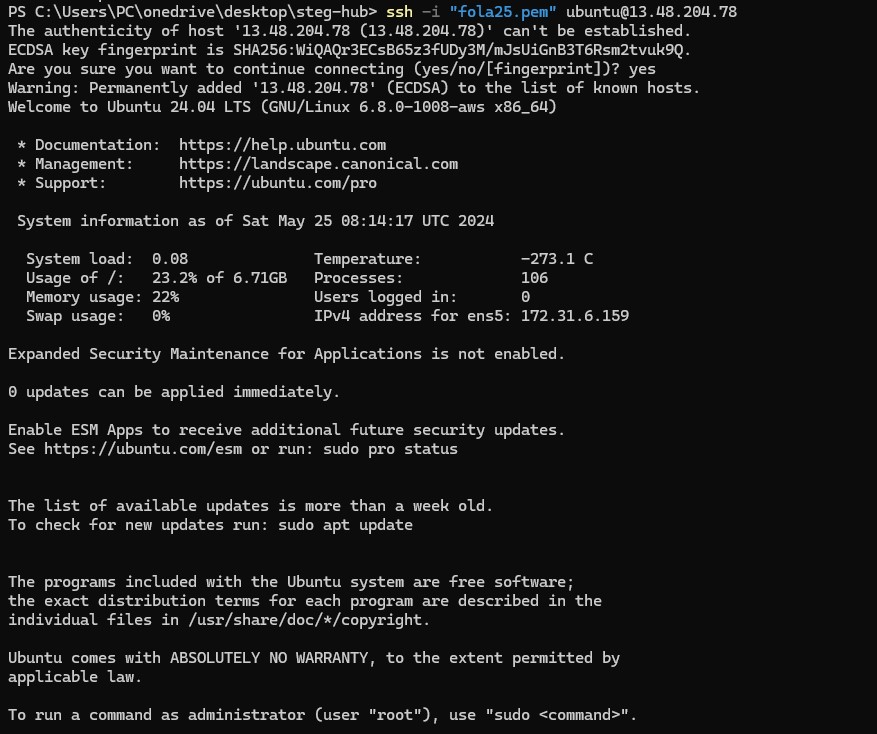 PS C:\Users\PC\onedrive\desktop\steg-hub> ssh -i "fola25.pem" ubuntu@13.48.204.78
The authenticity of host '13.48.204.78 (13.48.204.78)' can't be established.
ECDSA key fingerprint is SHA256:WiQAQr3ECsB65z3fUDy3M/mJsUiGnB3T6Rsm2tvuk9Q.
Are you sure you want to continue connecting (yes/no/[fingerprint])? yes
Warning: Permanently added '13.48.204.78' (ECDSA) to the list of known hosts.
Welcome to Ubuntu 24.04 LTS (GNU/Linux 6.8.0-1008-aws x86_64)

 * Documentation:  https://help.ubuntu.com
 * Management:     https://landscape.canonical.com
 * Support:        https://ubuntu.com/pro

 System information as of Sat May 25 08:14:17 UTC 2024

  System load:  0.08              Temperature:           -273.1 C
  Usage of /:   23.2% of 6.71GB   Processes:             106
  Memory usage: 22%               Users logged in:       0
  Swap usage:   0%                IPv4 address for ens5: 172.31.6.159

Expanded Security Maintenance for Applications is not enabled.

0 updates can be applied immediately.

Enable ESM Apps to receive additional future security updates.
See https://ubuntu.com/esm or run: sudo pro status


The list of available updates is more than a week old.
To check for new updates run: sudo apt update


The programs included with the Ubuntu system are free software;
the exact distribution terms for each program are described in the
individual files in /usr/share/doc/*/copyright.

Ubuntu comes with ABSOLUTELY NO WARRANTY, to the extent permitted by
applicable law.

To run a command as administrator (user "root"), use "sudo <command>".